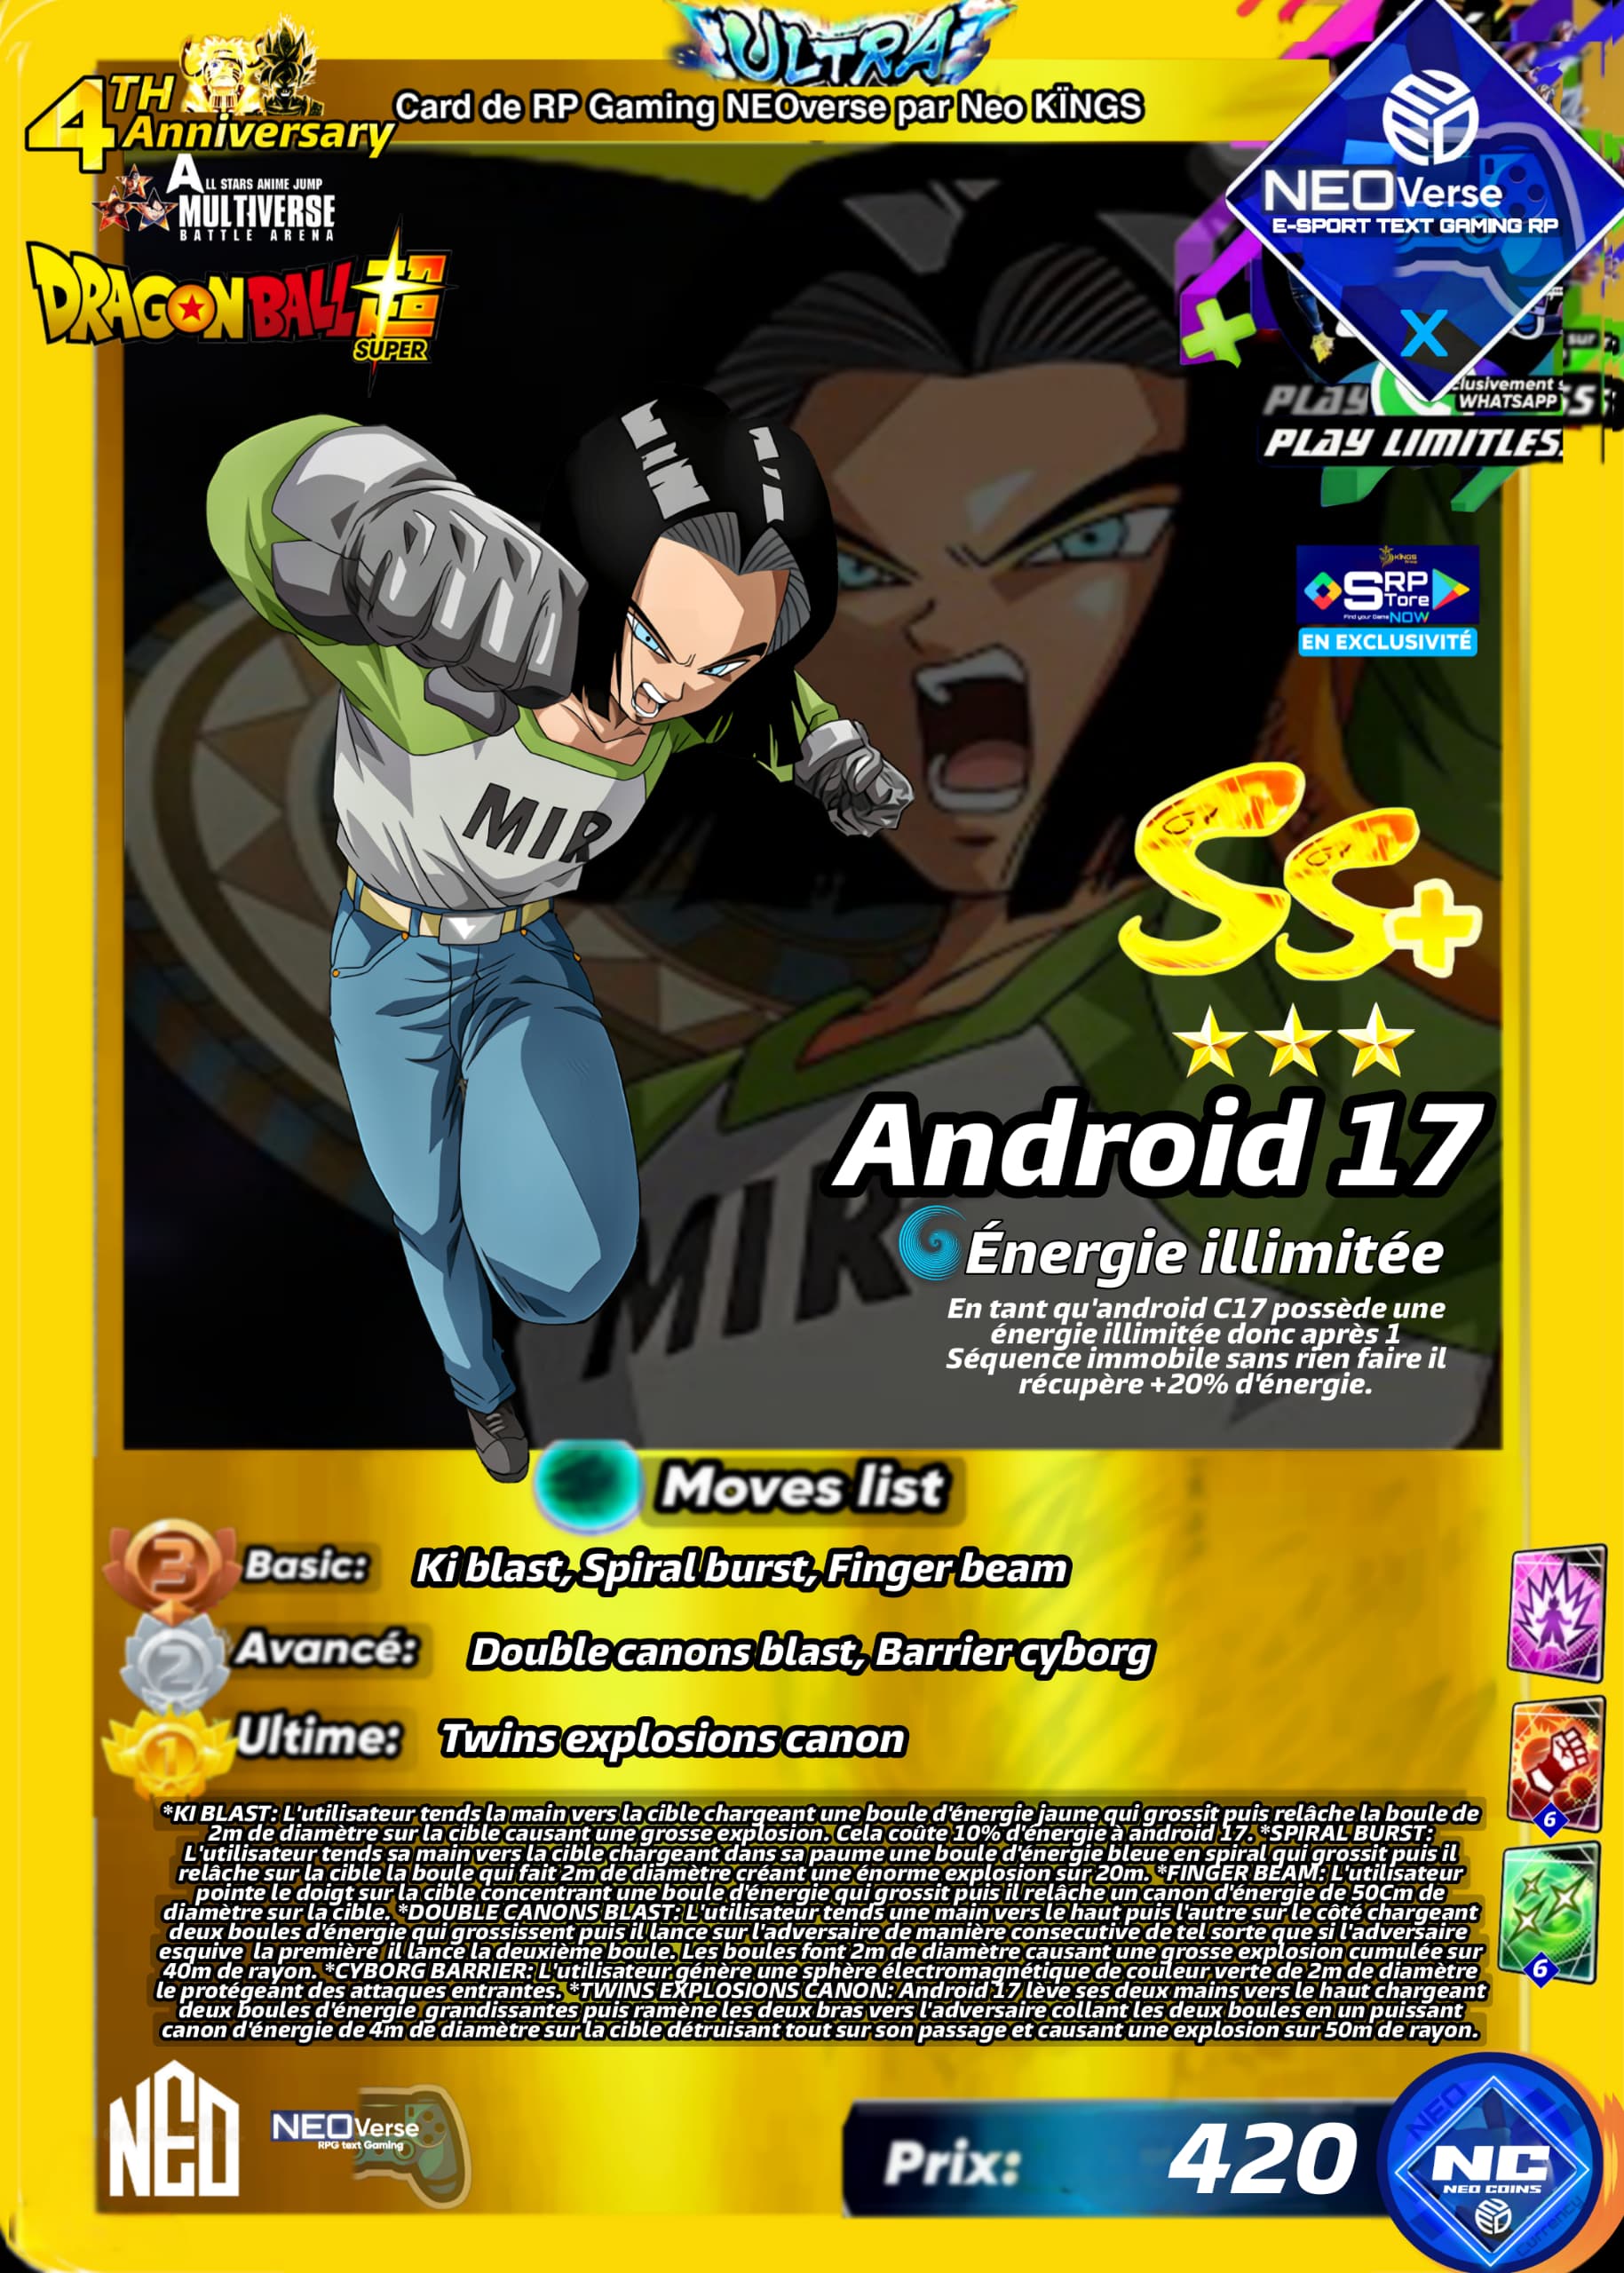 ULTRA
4TH
Anniversary
Card de RP Gaming NEOverse par Neo KÏNGS
ALL STARS ANIME JUMP
MULTIVERSE
BATTLE ARENA
DRAGON BALL 超
SUPER
NEO Verse
E-SPORT TEXT GAMING RP
X
sur
PLAY
clusivement
WHATSAPP
PLAY LIMITLES
KINGS
SRP
Tore
Find your Game NOW
EN EXCLUSIVITÉ
MIR
SS+
Android 17
MIR
Énergie illimitée
En tant qu'android C17 possède une
énergie illimitée donc après 1
Séquence immobile sans rien faire il
récupère +20% d'énergie.
Moves list
3 Basic: Ki blast, Spiral burst, Finger beam
2 Avancé: Double canons blast, Barrier cyborg
1 Ultime: Twins explosions canon
*KI BLAST: L'utilisateur tends la main vers la cible chargeant une boule d'énergie jaune qui grossit puis relâche la boule de
2m de diamètre sur la cible causant une grosse explosion. Cela coûte 10% d'énergie à android 17. *SPIRAL BURST:
L'utilisateur tends sa main vers la cible chargeant dans sa paume une boule d'énergie bleue en spiral qui grossit puis il
relâche sur la cible la boule qui fait 2m de diamètre créant une énorme explosion sur 20m. *FINGER BEAM: L'utilisateur
pointe le doigt sur la cible concentrant une boule d'énergie qui grossit puis il relâche un canon d'énergie de 50Cm de
diamètre sur la cible. *DOUBLE CANONS BLAST: L'utilisateur tends une main vers le haut puis l'autre sur le côté chargeant
deux boules d'énergie qui grossissent puis il lance sur l'adversaire de manière consecutive de tel sorte que si l'adversaire
esquive la première il lance la deuxième boule. Les boules font 2m de diamètre causant une grosse explosion cumulée sur
40m de rayon. *CYBORG BARRIER: L'utilisateur génère une sphère électromagnétique de couleur verte de 2m de diamètre
le protégeant des attaques entrantes. *TWINS EXPLOSIONS CANON: Android 17 lève ses deux mains vers le haut chargeant
deux boules d'énergie grandissantes puis ramène les deux bras vers l'adversaire collant les deux boules en un puissant
canon d'énergie de 4m de diamètre sur la cible détruisant tout sur son passage et causant une explosion sur 50m de rayon.
6
6
NEO
NEO Verse
RPG text Gaming
Prix: 420
NC
NEO COINS
Currency